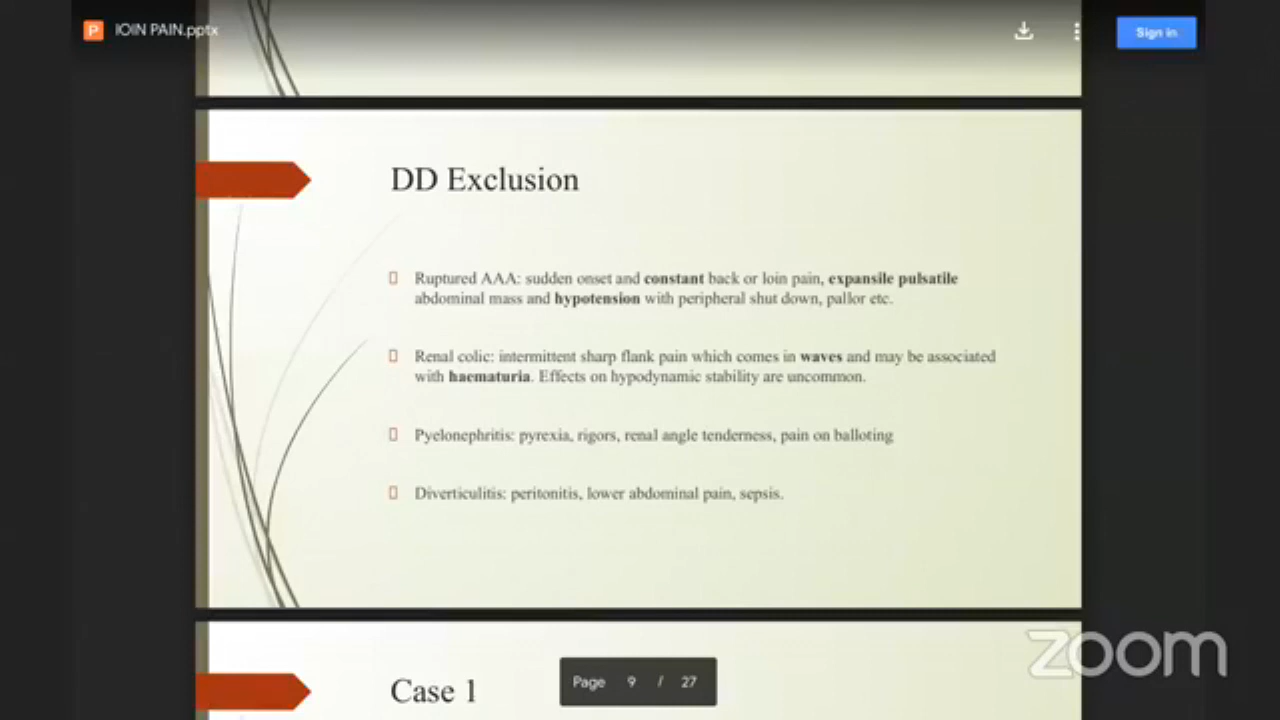 P IOIN PAIN.pptx
Sign in
DD Exclusion
Ruptured AAA: sudden onset and constant back or loin pain, expansile pulsatile
abdominal mass and hypotension with peripheral shut down, pallor etc.
Renal colic: intermittent sharp flank pain which comes in waves and may be associated
with haematuria. Effects on hypodynamic stability are uncommon.
Pyelonephritis: pyrexia, rigors, renal angle tenderness, pain on balloting
Diverticulitis: peritonitis, lower abdominal pain, sepsis.
Case 1
Page 9 / 27
zoom